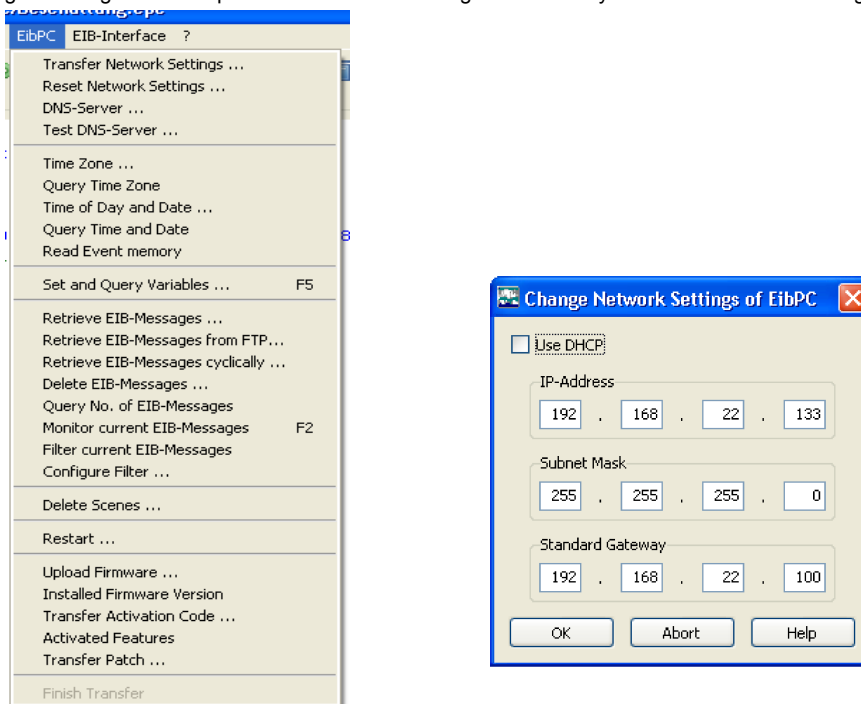 EibPC EIB-Interface ?
Transfer Network Settings ...
Reset Network Settings ...
DNS-Server ...
Test DNS-Server ...
Time Zone ...
Query Time Zone
Time of Day and Date ...
Query Time and Date
Read Event memory
Set and Query Variables ... F5
Retrieve EIB-Messages ...
Retrieve EIB-Messages from FTP...
Retrieve EIB-Messages cyclically ...
Delete EIB-Messages ...
Query No. of EIB-Messages
Monitor current EIB-Messages F2
Filter current EIB-Messages
Configure Filter ...
Delete Scenes ...
Restart ...
Upload Firmware ...
Installed Firmware Version
Transfer Activation Code ...
Activated Features
Transfer Patch ...
Finish Transfer
Change Network Settings of EibPC
Use DHCP
IP-Address
192 . 168 . 22 . 133
Subnet Mask
255 . 255 . 255 . 0
Standard Gateway
192 . 168 . 22 . 100
OK Abort Help